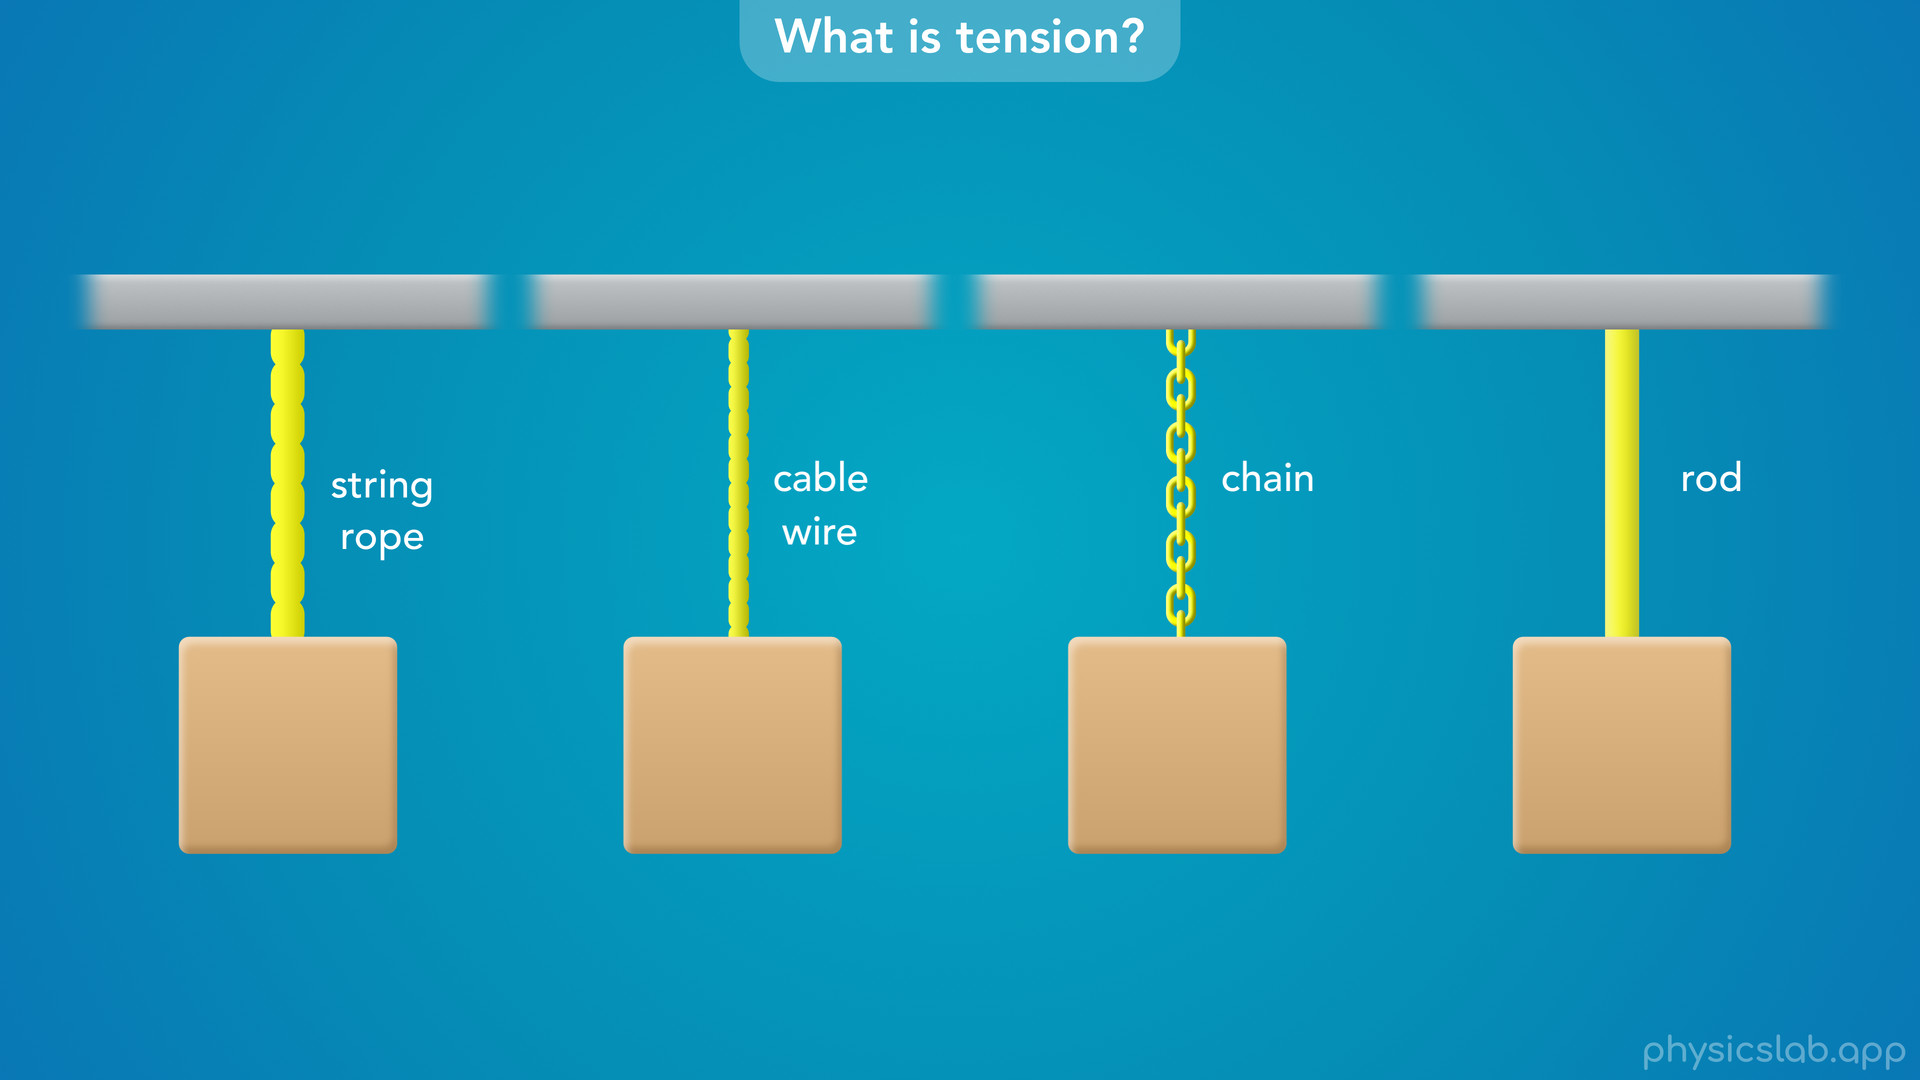 What is tension?
string
rope
cable
wire
chain
rod
physicslab.app